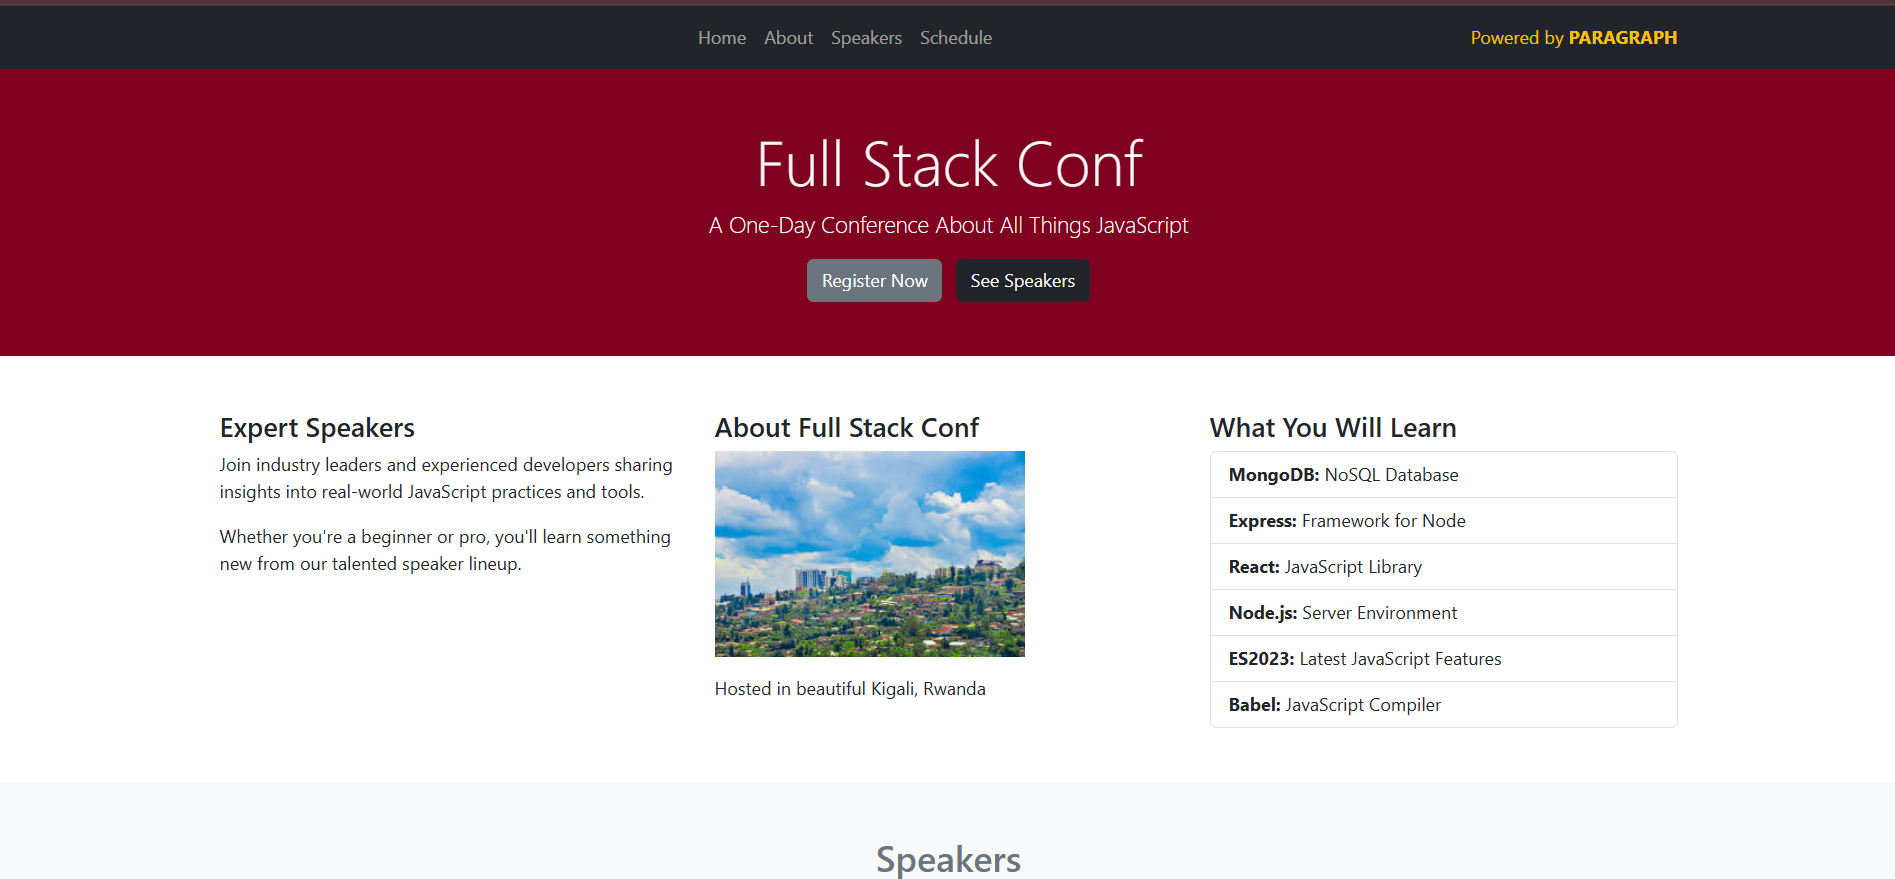 Home About Speakers Schedule Powered by PARAGRAPH
Full Stack Conf
A One-Day Conference About All Things JavaScript
Register Now See Speakers
Expert Speakers
Join industry leaders and experienced developers sharing
insights into real-world JavaScript practices and tools.
Whether you're a beginner or pro, you'll learn something
new from our talented speaker lineup.
About Full Stack Conf
Hosted in beautiful Kigali, Rwanda
What You Will Learn
MongoDB: NoSQL Database
Express: Framework for Node
React: JavaScript Library
Node.js: Server Environment
ES2023: Latest JavaScript Features
Babel: JavaScript Compiler
Speakers